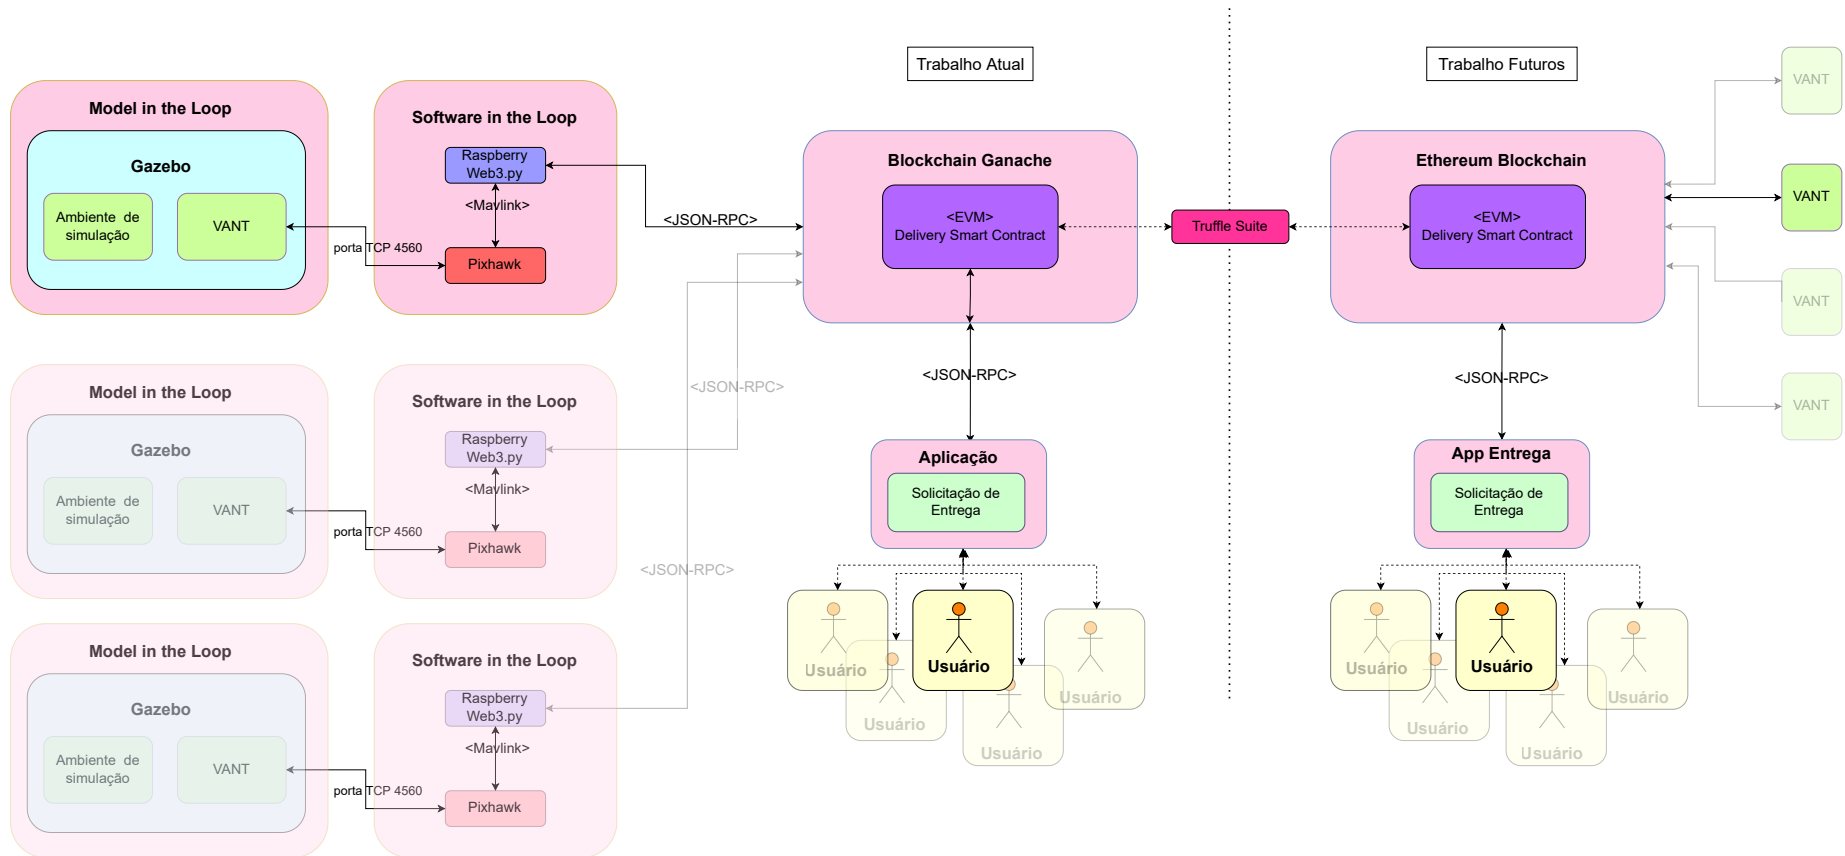 Trabalho Atual
Trabalho Futuros
Model in the Loop
Gazebo
Ambiente de
simulação
VANT
porta TCP 4560
Software in the Loop
Raspberry
Web3.py
<Mavlink>
Pixhawk
<JSON-RPC>
Blockchain Ganache
<EVM>
Delivery Smart Contract
Truffle Suite
Ethereum Blockchain
<EVM>
Delivery Smart Contract
VANT
VANT
VANT
VANT
Model in the Loop
Gazebo
Ambiente de
simulação
VANT
porta TCP 4560
Software in the Loop
Raspberry
Web3.py
<Mavlink>
Pixhawk
<JSON-RPC>
<JSON-RPC>
<JSON-RPC>
Aplicação
Solicitação de
Entrega
App Entrega
Solicitação de
Entrega
<JSON-RPC>
Usuário
Usuário
Usuário
Usuário
Usuário
Usuário
Usuário
Usuário
Usuário
Usuário
Model in the Loop
Gazebo
Ambiente de
simulação
VANT
porta TCP 4560
Software in the Loop
Raspberry
Web3.py
<Mavlink>
Pixhawk